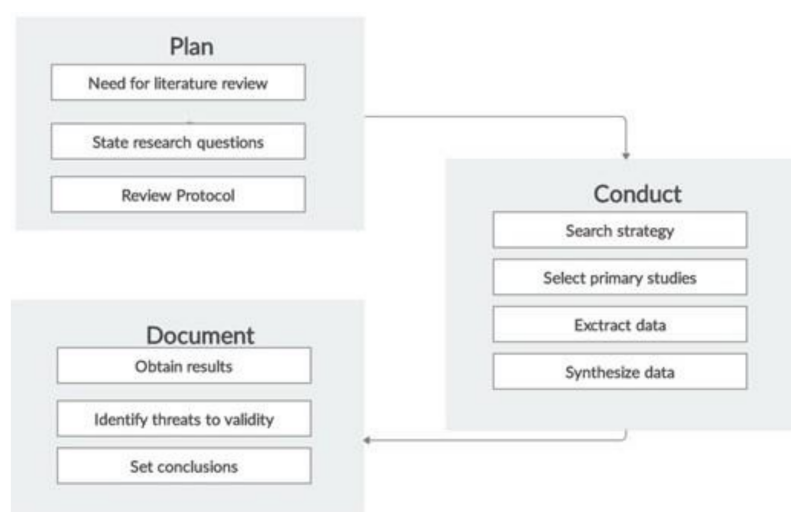 Plan
Need for literature review
State research questions
Review Protocol
Conduct
Search strategy
Select primary studies
Exctract data
Synthesize data
Document
Obtain results
Identify threats to validity
Set conclusions